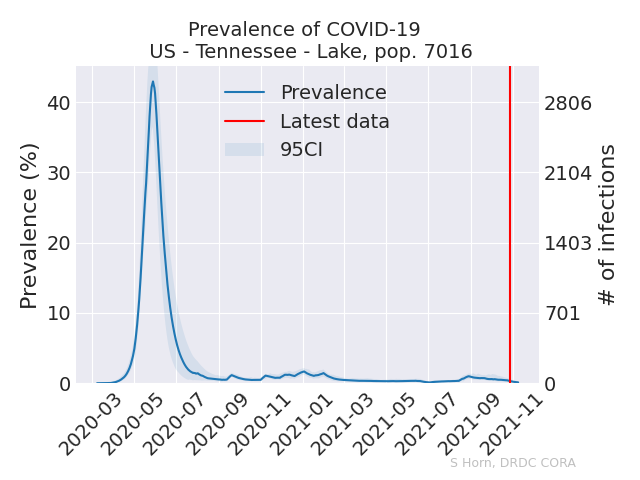 Prevalence of COVID-19
US - Tennessee - Lake, pop. 7016
Prevalence
Latest data
95CI
Prevalence (%)
40
30
20
10
0
2806
2104
1403
701
0
# of infections
2020-03
2020-05
2020-07
2020-09
2020-11
2021-01
2021-03
2021-05
2021-07
2021-09
2021-11
S Horn, DRDC CORA